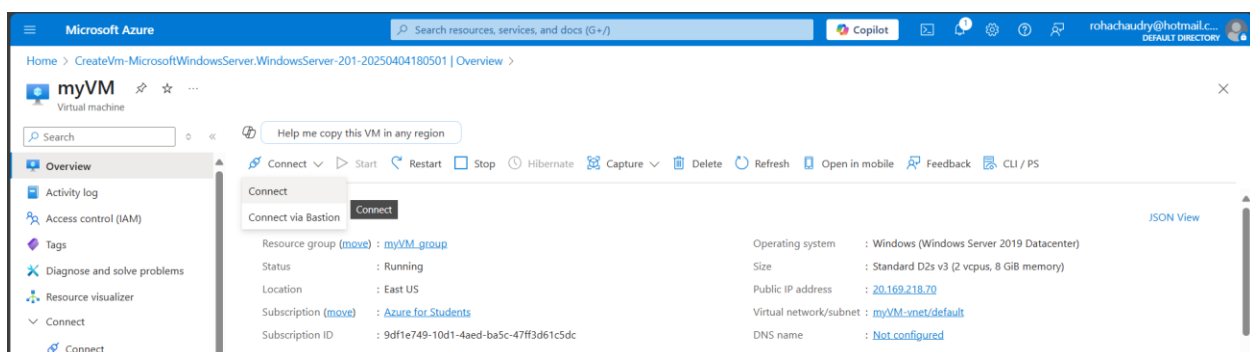 Microsoft Azure
Search resources, services, and docs (G+/)
Copilot
1
rohachaudry@hotmail.c...
DEFAULT DIRECTORY
Home > CreateVm-MicrosoftWindowsServer.WindowsServer-201-20250404180501 | Overview >
myVM
Virtual machine
Search
Help me copy this VM in any region
Overview
Connect Start Restart Stop Hibernate Capture Delete Refresh Open in mobile Feedback CLI / PS
Activity log
Connect
Access control (IAM)
Connect via Bastion
Connect
JSON View
Tags
Resource group (move) : myVM_group
Operating system : Windows (Windows Server 2019 Datacenter)
Diagnose and solve problems
Status : Running
Size : Standard D2s v3 (2 vcpus, 8 GiB memory)
Resource visualizer
Location : East US
Public IP address : 20.169.218.70
Connect
Subscription (move) : Azure for Students
Virtual network/subnet : myVM-vnet/default
Connect
Subscription ID : 9df1e749-10d1-4aed-ba5c-47ff3d61c5dc
DNS name : Not configured